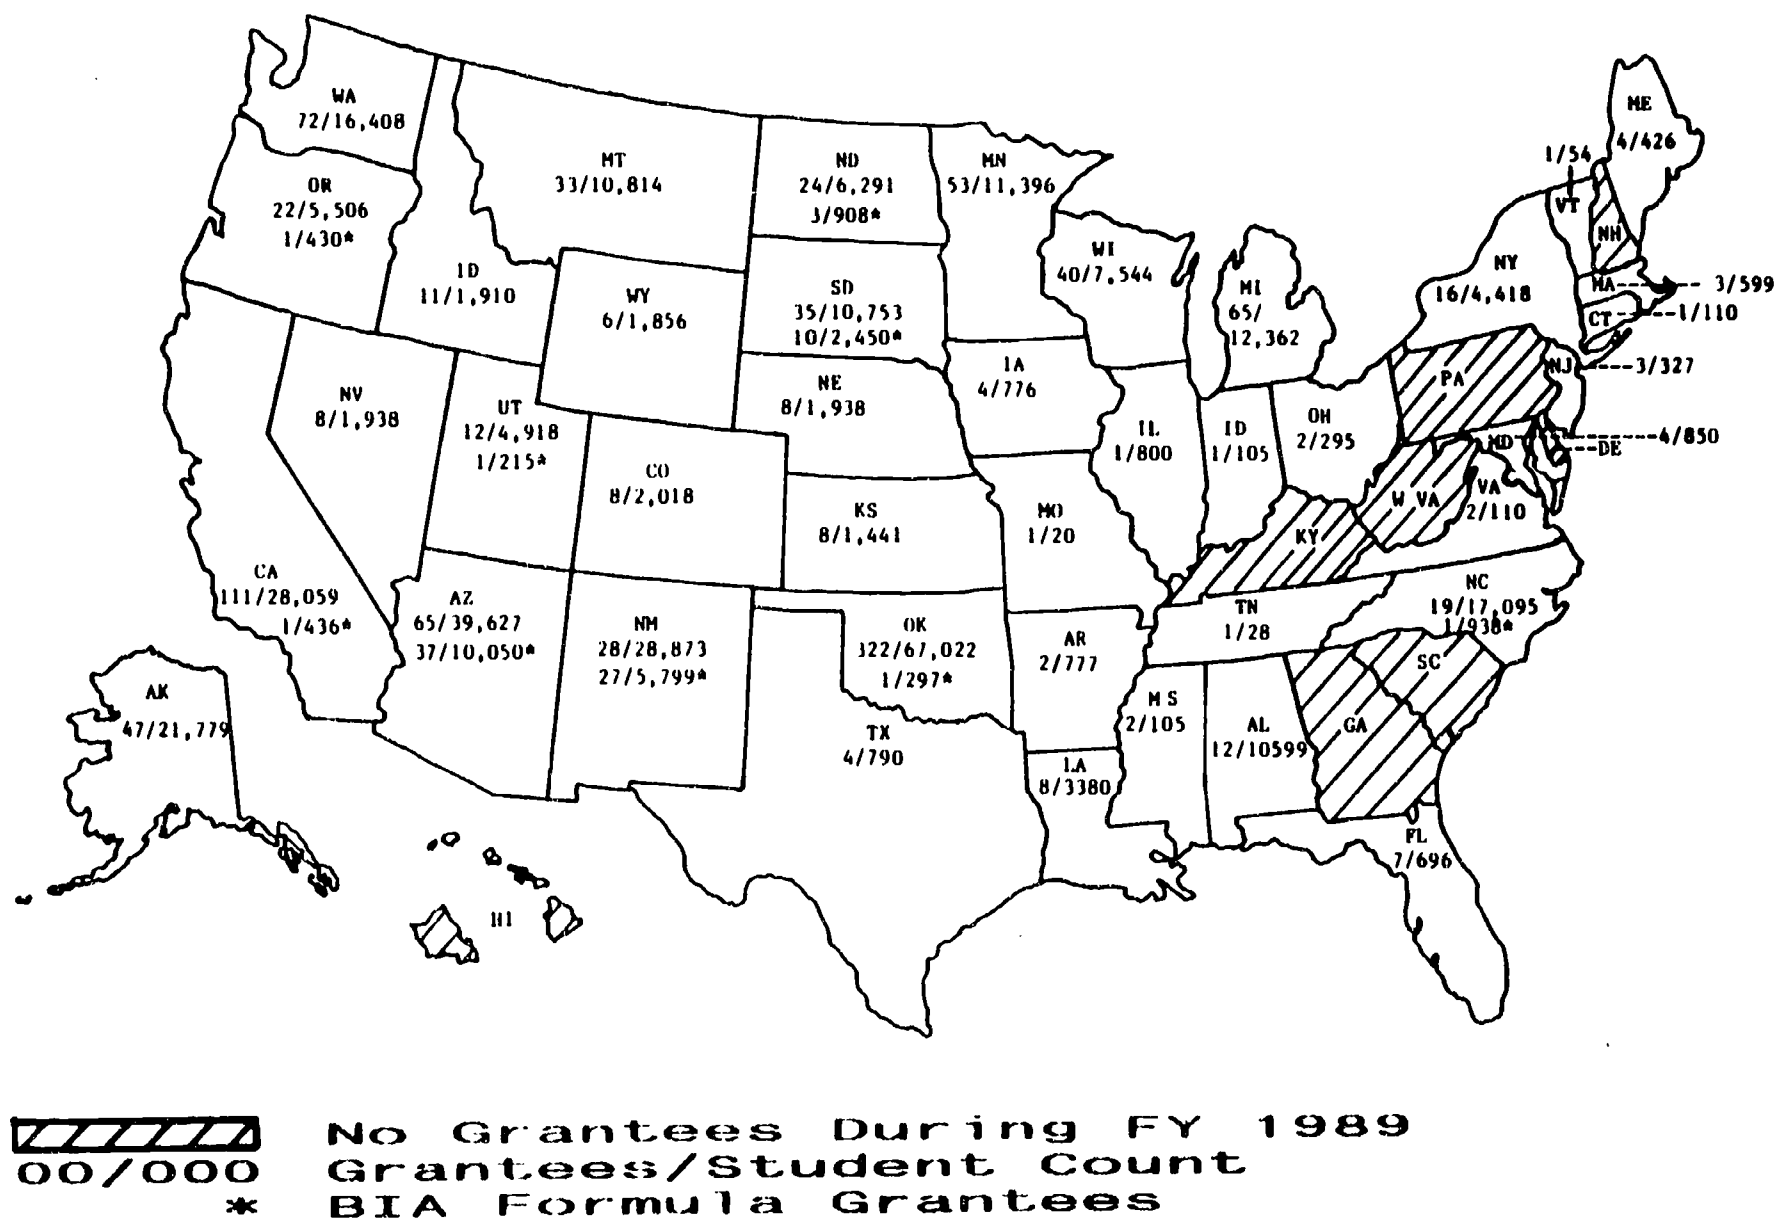 WA
72/16,408
OR
22/5,506
1/430*
ID
11/1,910
MT
33/10,814
WY
6/1,856
ND
24/6,291
3/908*
SD
35/10,753
10/2,450*
NE
8/1,938
MN
53/11,396
WI
40/7,544
MI
65/
12,362
IA
4/776
NV
8/1,938
UT
12/4,918
1/215*
CO
8/2,018
KS
8/1,441
MO
1/20
IL
1/800
ID
1/105
OH
2/295
KY
W VA
VA
2/110
PA
NY
16/4,418
1/54
VT
NH
ME
4/426
MA 3/599
CT 1/110
NJ 3/327
MD 4/850
DE
CA
111/28,059
1/436*
AZ
65/39,627
37/10,050*
NM
28/28,873
27/5,799*
OK
322/67,022
1/297*
TX
4/790
AR
2/777
LA
8/3380
MS
2/105
AL
12/10599
TN
1/28
NC
19/17,095
1/938*
SC
GA
FL
7/696
AK
47/21,779
HI
No Grantees During FY 1989
00/000 Grantees/Student Count
* BIA Formula Grantees